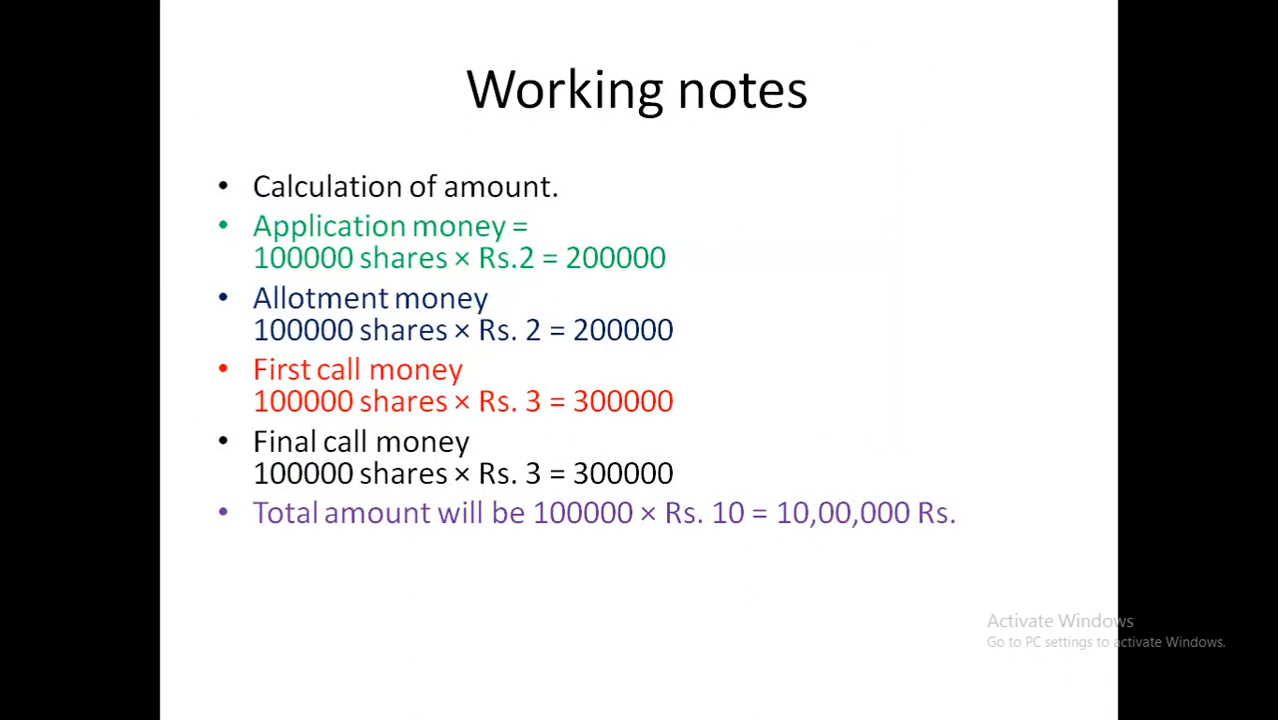 Working notes
• Calculation of amount.
• Application money =
100000 shares × Rs.2 = 200000
• Allotment money
100000 shares × Rs. 2 = 200000
• First call money
100000 shares × Rs. 3 = 300000
• Final call money
100000 shares × Rs. 3 = 300000
• Total amount will be 100000 × Rs. 10 = 10,00,000 Rs.
Activate Windows
Go to PC settings to activate Windows.